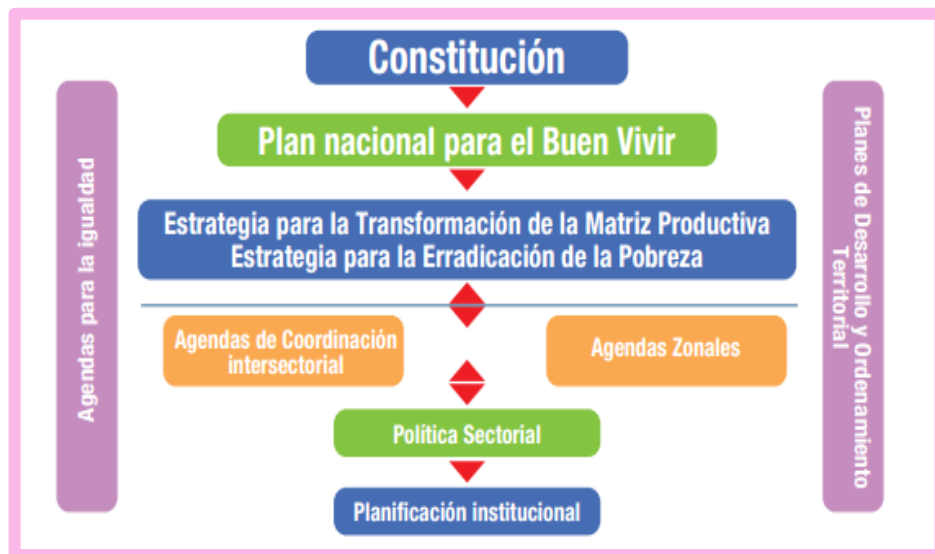 Constitución
Agendas para la igualdad
Plan nacional para el Buen Vivir
Estrategia para la Transformación de la Matriz Productiva
Estrategia para la Erradicación de la Pobreza
Agendas de Coordinación
intersectorial
Agendas Zonales
Política Sectorial
Planificación institucional
Planes de Desarrollo y Ordenamiento
Territorial